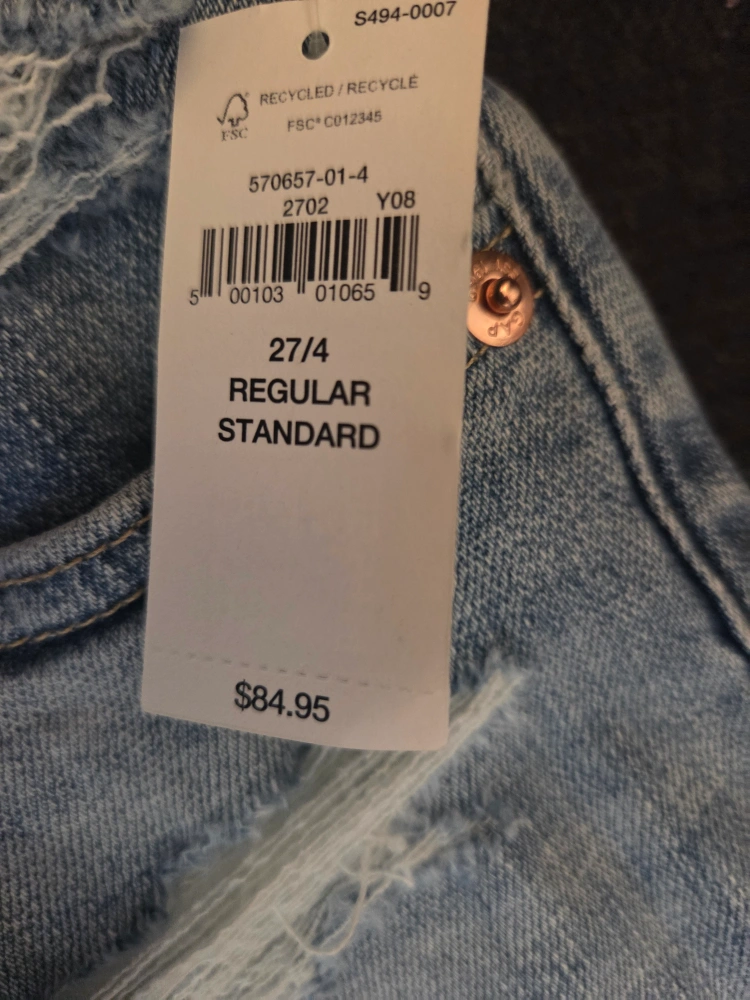 S494-0007
RECYCLED / RECYCLÉ
FSC® C012345
FSC
570657-01-4
2702 Y08
5 00103 01065 9
27/4
REGULAR
STANDARD
$84.95
GAP